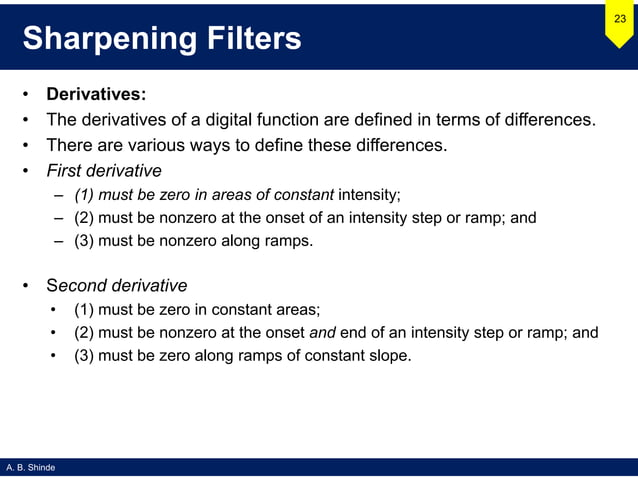 23
Sharpening Filters
• Derivatives:
• The derivatives of a digital function are defined in terms of differences.
• There are various ways to define these differences.
• First derivative
– (1) must be zero in areas of constant intensity;
– (2) must be nonzero at the onset of an intensity step or ramp; and
– (3) must be nonzero along ramps.
• Second derivative
• (1) must be zero in constant areas;
• (2) must be nonzero at the onset and end of an intensity step or ramp; and
• (3) must be zero along ramps of constant slope.
A. B. Shinde